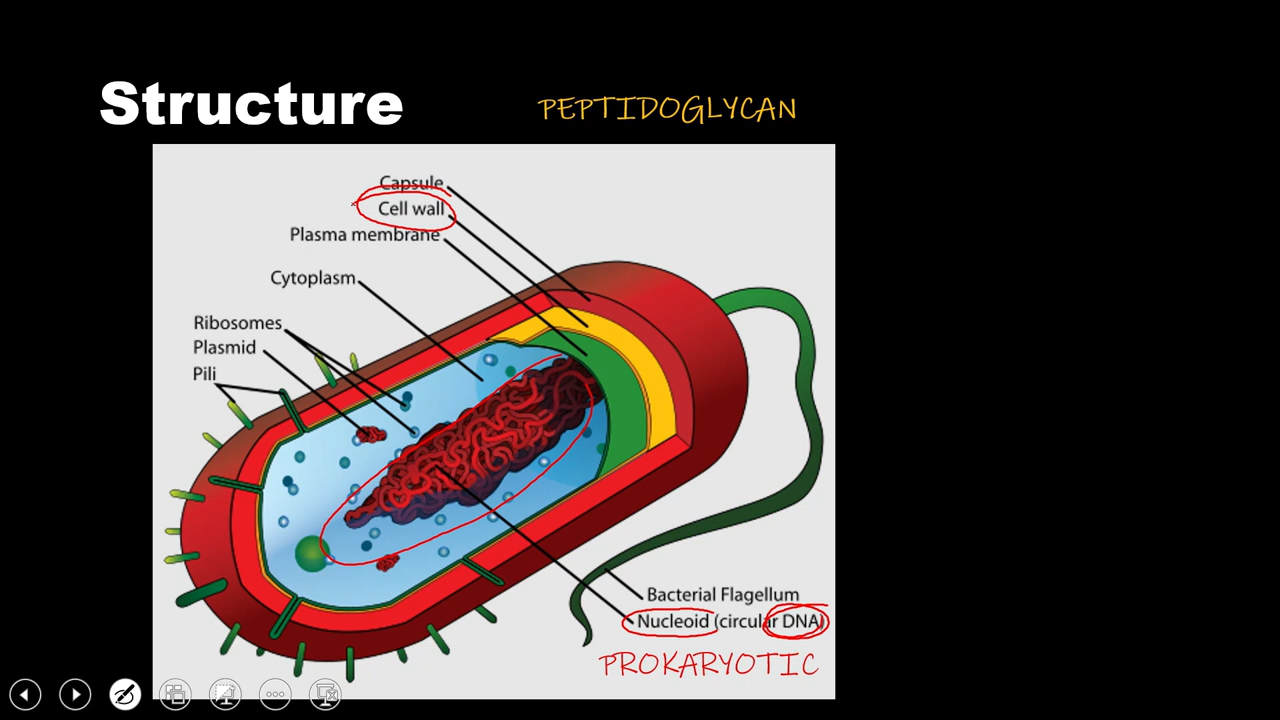 Structure
PEPTIDOGLYCAN
Capsule
Cell wall
Plasma membrane
Cytoplasm
Ribosomes
Plasmid
Pili
Bacterial Flagellum
Nucleoid (circular DNA)
PROKARYOTIC